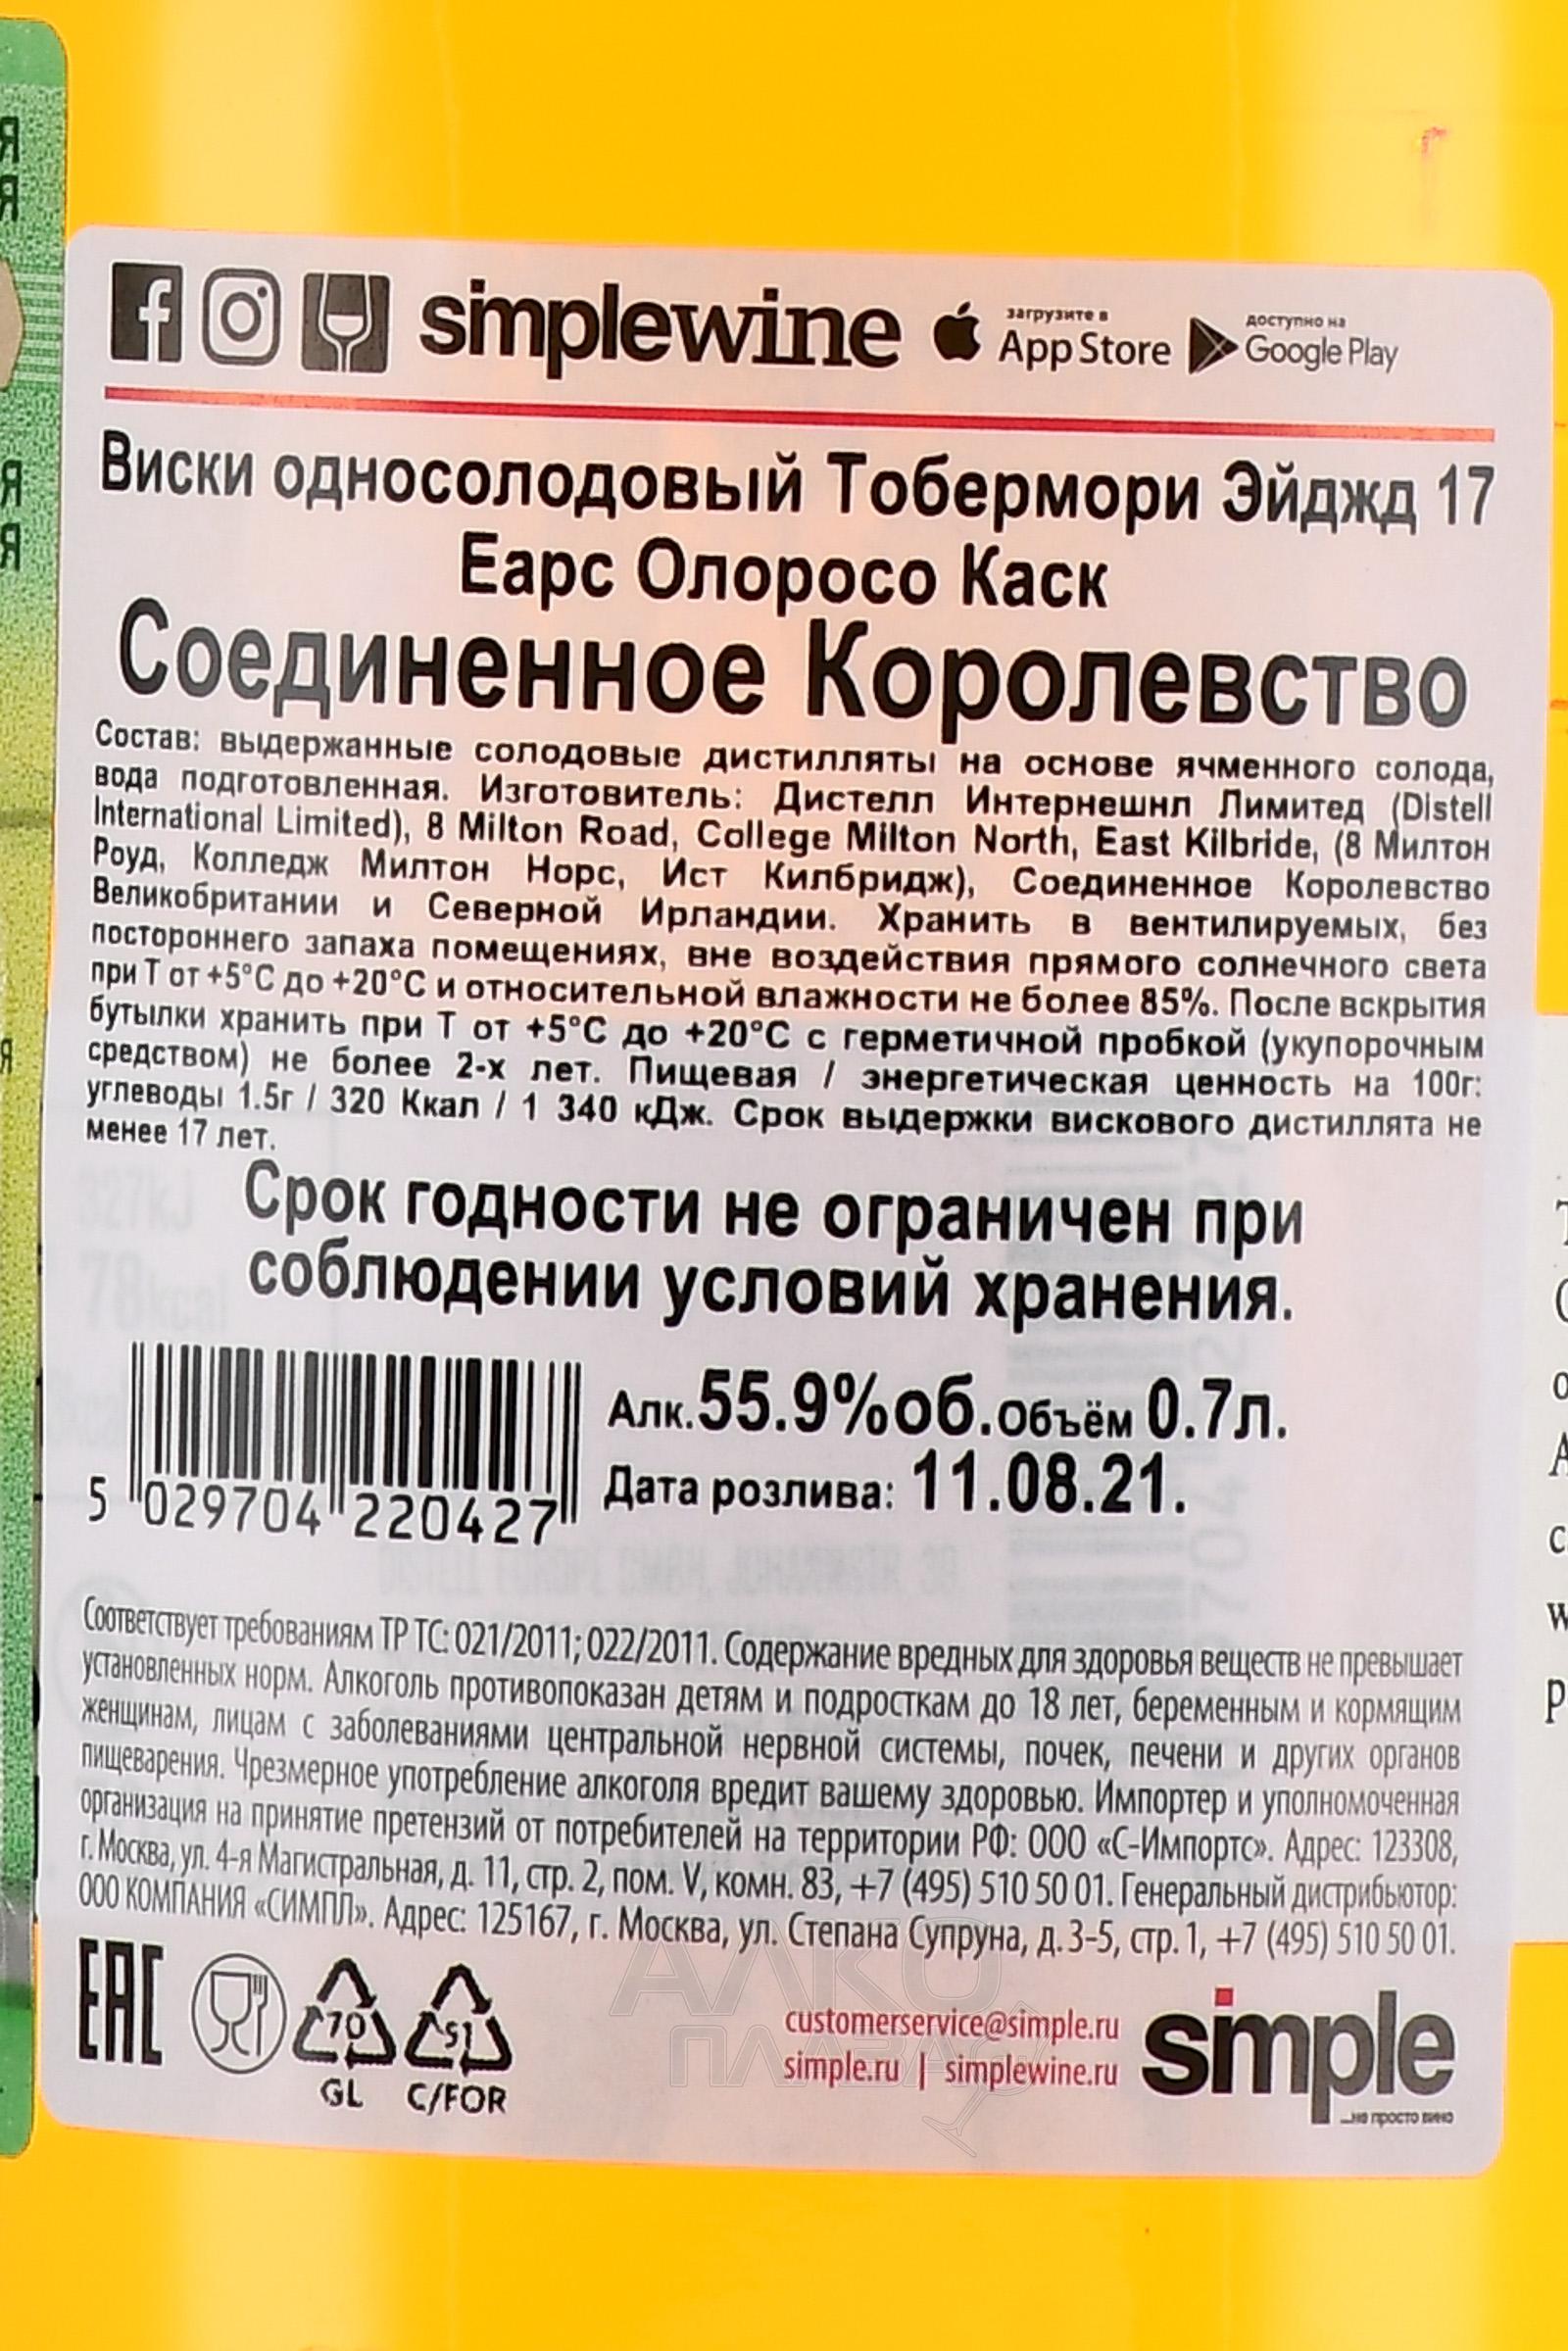 simplewine загрузите в App Store доступно на Google Play
Виски односолодовый Тобермори Эйджд 17
Еарс Олоросо Каск
Соединенное Королевство
Состав: выдержанные солодовые дистилляты на основе ячменного солода,
вода подготовленная. Изготовитель: Дистелл Интернешнл Лимитед (Distell
International Limited), 8 Milton Road, College Milton North, East Kilbride, (8 Милтон
Роуд, Колледж Милтон Норс, Ист Килбридж), Соединенное Королевство
Великобритании и Северной Ирландии. Хранить в вентилируемых, без
постороннего запаха помещениях, вне воздействия прямого солнечного света
при Т от +5°С до +20°С и относительной влажности не более 85%. После вскрытия
бутылки хранить при Т от +5°С до +20°С с герметичной пробкой (укупорочным
средством) не более 2-х лет. Пищевая / энергетическая ценность на 100г:
углеводы 1.5г / 320 Ккал / 1 340 кДж. Срок выдержки вискового дистиллята не
менее 17 лет.
Срок годности не ограничен при
соблюдении условий хранения.
Алк.55.9%об.Объём 0.7л.
Дата розлива: 11.08.21.
5 029704 220427
Соответствует требованиям ТР ТС: 021/2011; 022/2011. Содержание вредных для здоровья веществ не превышает
установленных норм. Алкоголь противопоказан детям и подросткам до 18 лет, беременным и кормящим
женщинам, лицам с заболеваниями центральной нервной системы, почек, печени и других органов
пищеварения. Чрезмерное употребление алкоголя вредит вашему здоровью. Импортер и уполномоченная
организация на принятие претензий от потребителей на территории РФ: ООО «С-Импортс». Адрес: 123308,
г. Москва, ул. 4-я Магистральная, д. 11, стр. 2, пом. V, комн. 83, +7 (495) 510 50 01. Генеральный дистрибьютор:
ООО КОМПАНИЯ «СИМПЛ». Адрес: 125167, г. Москва, ул. Степана Супруна, д. 3-5, стр. 1, +7 (495) 510 50 01.
EAC 70 51
GL C/FOR
customerservice@simple.ru
simple.ru | simplewine.ru
simple
...не просто вино
АЛКО
ПЛАЗА